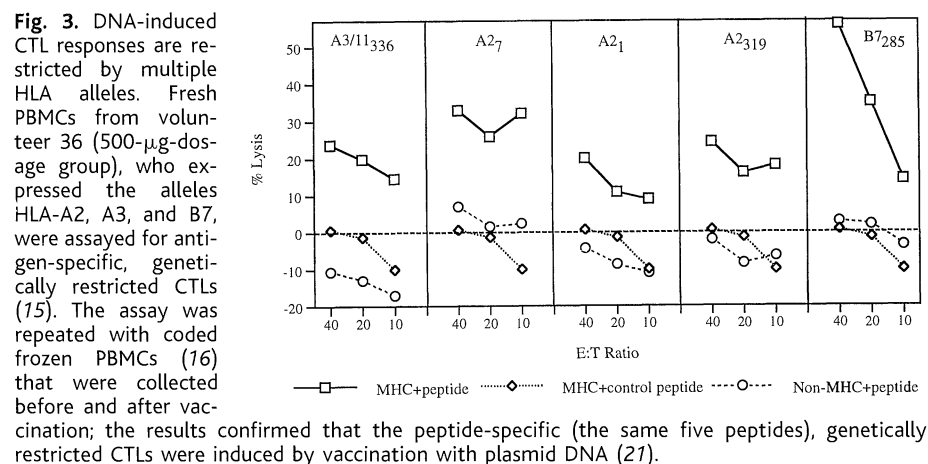 Fig. 3. DNA-induced
CTL responses are re-
stricted by multiple
HLA alleles. Fresh
PBMCs from volun-
teer 36 (500-μg-dos-
age group), who ex-
pressed the alleles
HLA-A2, A3, and B7,
were assayed for anti-
gen-specific, geneti-
cally restricted CTLs
(15). The assay was
repeated with coded
frozen PBMCs (16)
that were collected
before and after vac-
cination; the results confirmed that the peptide-specific (the same five peptides), genetically
restricted CTLs were induced by vaccination with plasmid DNA (21).
A3/11336 A27 A21 A2319 B7285
% Lysis
50
40
30
20
10
0
-10
-20
40 20 10 40 20 10 40 20 10 40 20 10 40 20 10
E:T Ratio
MHC+peptide MHC+control peptide Non-MHC+peptide